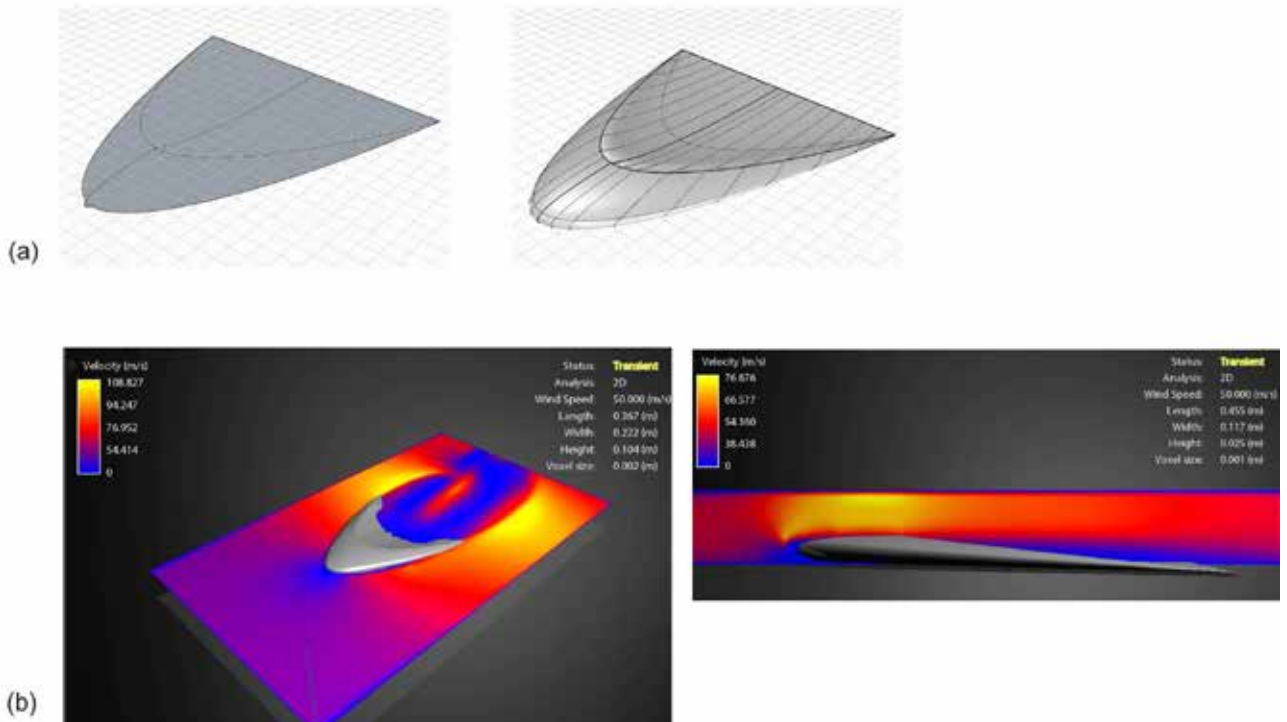 (a)
Velocity (m/s)
108.827
94.247
76.952
54.414
0
Status: Transient
Analysis: 2D
Wind Speed: 50.000 (m/s)
Length: 0.367 (m)
Width: 0.222 (m)
Height: 0.104 (m)
Voxel size: 0.002 (m)
Velocity (m/s)
76.876
66.577
54.360
38.438
0
Status: Transient
Analysis: 2D
Wind Speed: 50.000 (m/s)
Length: 0.455 (m)
Width: 0.117 (m)
Height: 0.025 (m)
Voxel size: 0.001 (m)
(b)